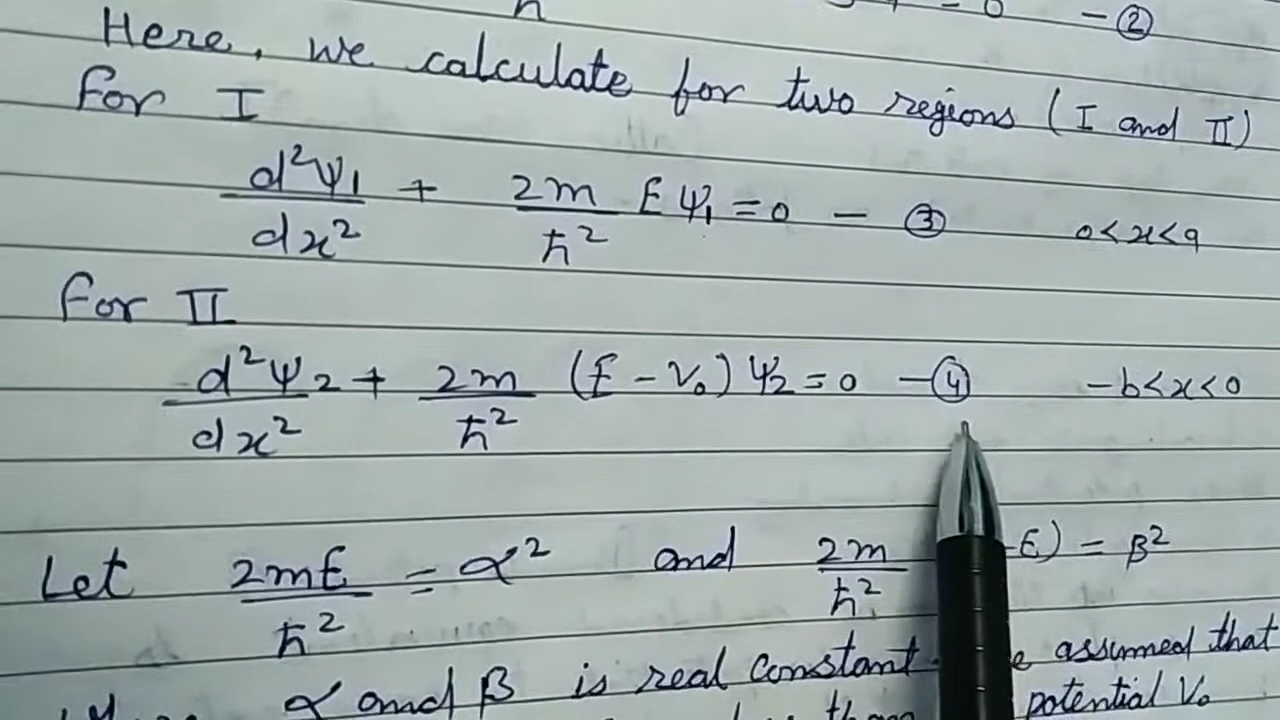 = 0 - ②
Here, we calculate for two regions (I and II)
for I
d²ψ₁/dx² + 2m/ℏ² Eψ₁ = 0 - ③ 0<x<a
for II
d²ψ₂/dx² + 2m/ℏ² (E - V₀) ψ₂ = 0 - ④ -b<x<0
Let 2mE/ℏ² = α² and 2m/ℏ² E) = β²
α and β is real constant assumed that
potential V₀